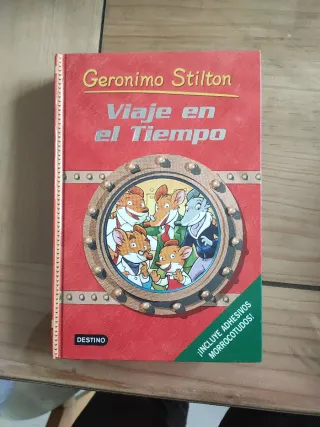 Geronimo Stilton
Viaje en
el Tiempo
¡INCLUYE ADHESIVOS
MORROCOTUDOS!
DESTINO